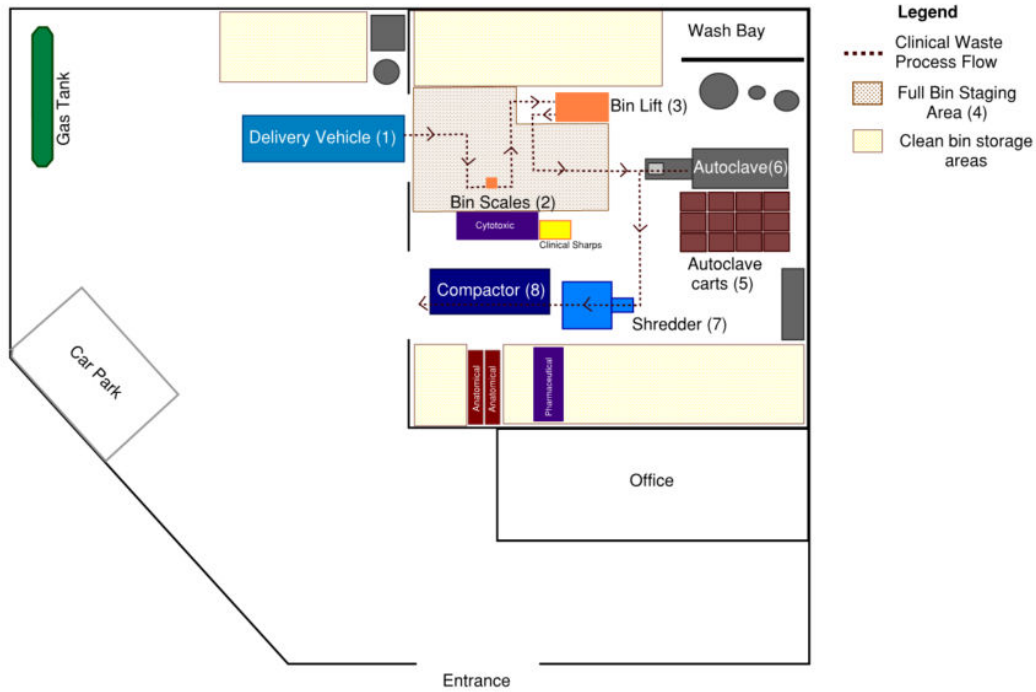 Legend
Wash Bay
Clinical Waste
Process Flow
Gas Tank
Bin Lift (3)
Full Bin Staging
Area (4)
Delivery Vehicle (1)
Clean bin storage
areas
Autoclave(6)
Bin Scales (2)
Cytotoxic
Clinical Sharps
Autoclave
carts (5)
Compactor (8)
Shredder (7)
Car Park
Anatomical
Anatomical
Pharmaceutical
Office
Entrance